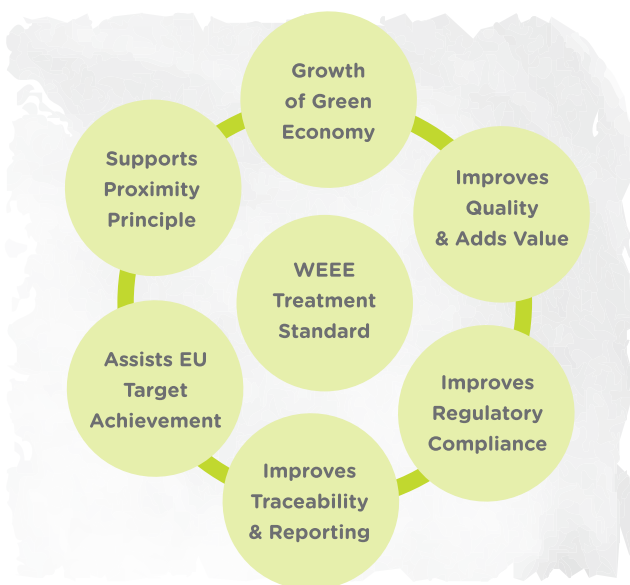 Growth
of Green
Economy
Supports
Proximity
Principle
Improves
Quality
& Adds Value
WEEE
Treatment
Standard
Assists EU
Target
Achievement
Improves
Regulatory
Compliance
Improves
Traceability
& Reporting